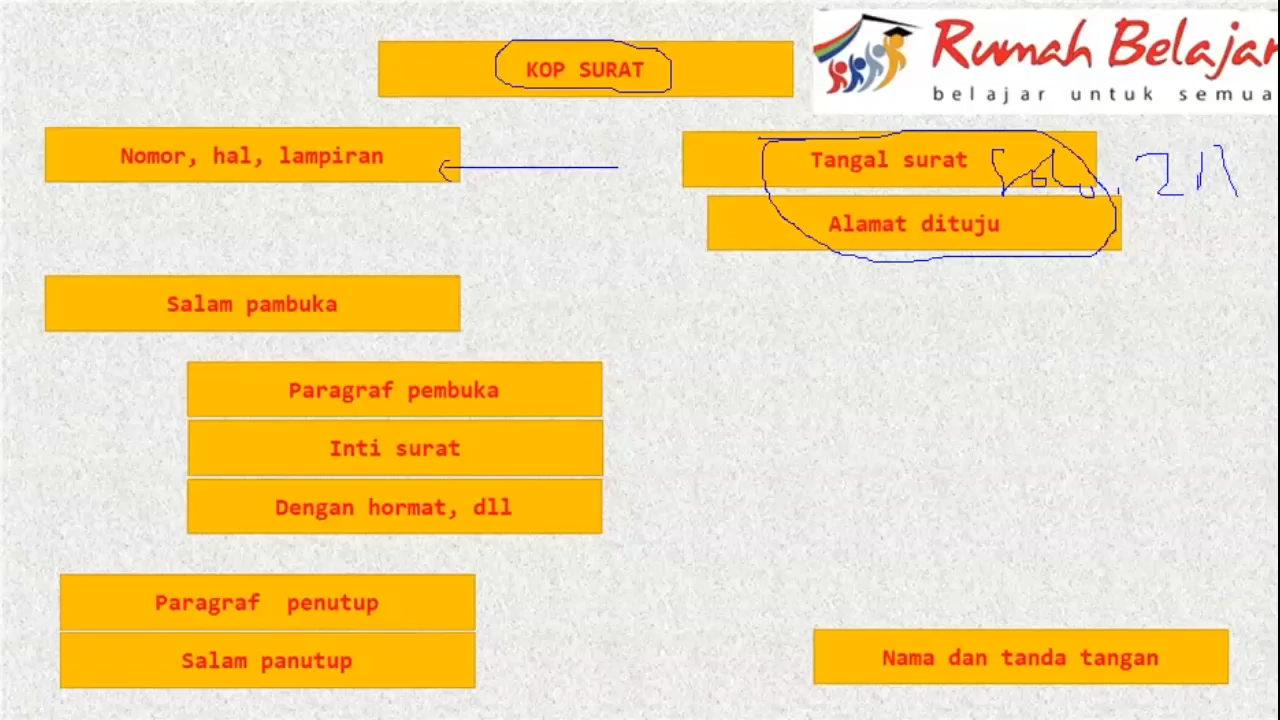 KOP SURAT
Rumah Belajar
belajar untuk semua
Nomor, hal, lampiran
Tangal surat
Alamat dituju
Salam pambuka
Paragraf pembuka
Inti surat
Dengan hormat, dll
Paragraf penutup
Salam panutup
Nama dan tanda tangan